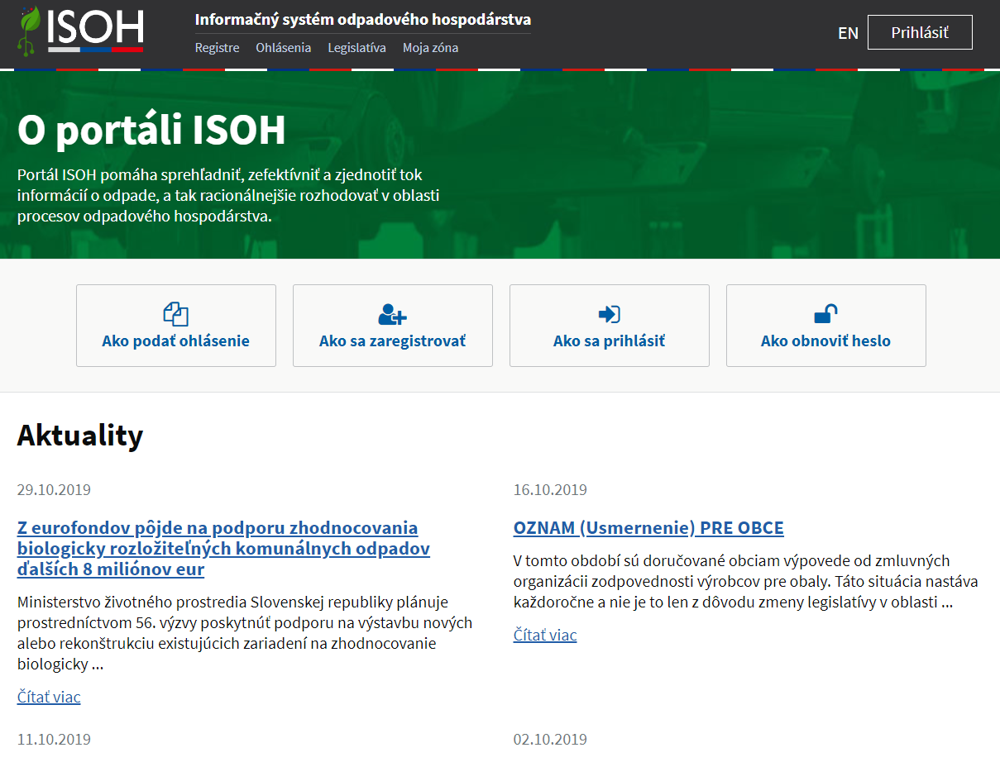 ISOH
Informačný systém odpadového hospodárstva
Registre Ohlásenia Legislatíva Moja zóna
EN Prihlásiť
O portáli ISOH
Portál ISOH pomáha sprehľadniť, zefektívniť a zjednotiť tok
informácií o odpade, a tak racionálnejšie rozhodovať v oblasti
procesov odpadového hospodárstva.
Ako podať ohlásenie
Ako sa zaregistrovať
Ako sa prihlásiť
Ako obnoviť heslo
Aktuality
29.10.2019
Z eurofondov pôjde na podporu zhodnocovania
biologicky rozložiteľných komunálnych odpadov
ďalších 8 miliónov eur
Ministerstvo životného prostredia Slovenskej republiky plánuje
prostredníctvom 56. výzvy poskytnúť podporu na výstavbu nových
alebo rekonštrukciu existujúcich zariadení na zhodnocovanie
biologicky ...
Čítať viac
16.10.2019
OZNAM (Usmernenie) PRE OBCE
V tomto období sú doručované obciam výpovede od zmluvných
organizácii zodpovednosti výrobcov pre obaly. Táto situácia nastáva
každoročne a nie je to len z dôvodu zmeny legislatívy v oblasti ...
Čítať viac
11.10.2019
02.10.2019